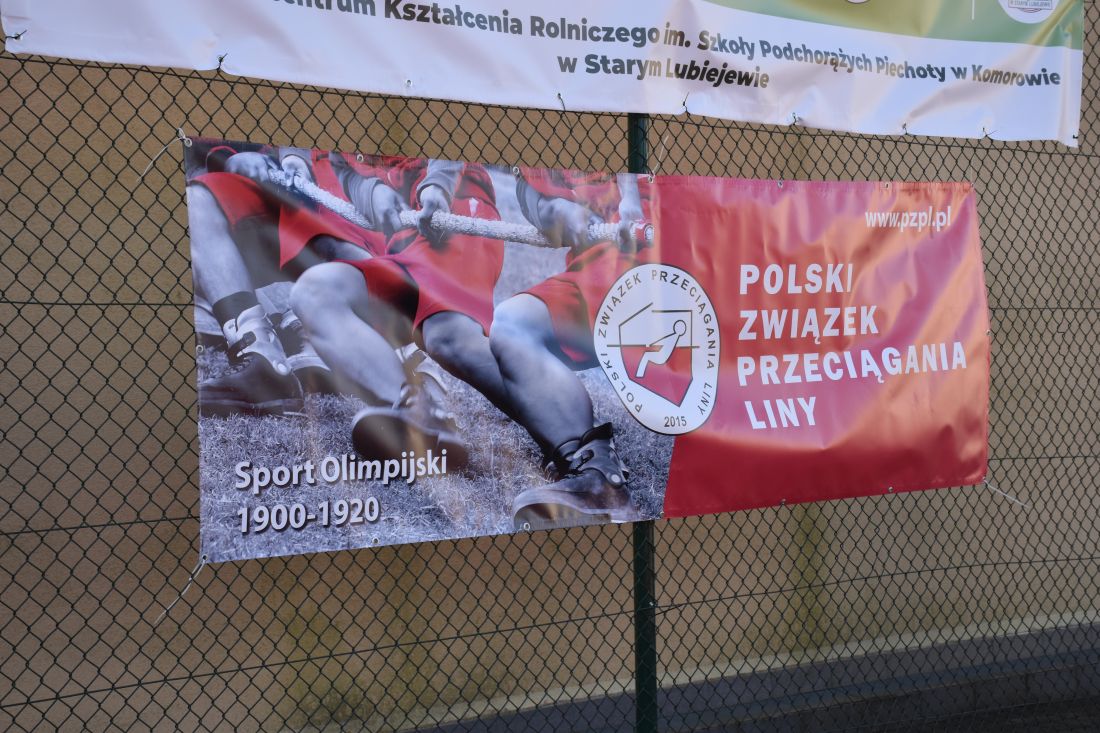 Kształcenia Rolniczego im. Szkoły Podchorążych Piechoty w Komorowie
w Starym Lubiejewie
www.pzpl.pl
POLSKI
ZWIĄZEK
PRZECIĄGANIA
LINY
POLSKI ZWIĄZEK PRZECIĄGANIA LINY
2015
Sport Olimpijski
1900-1920